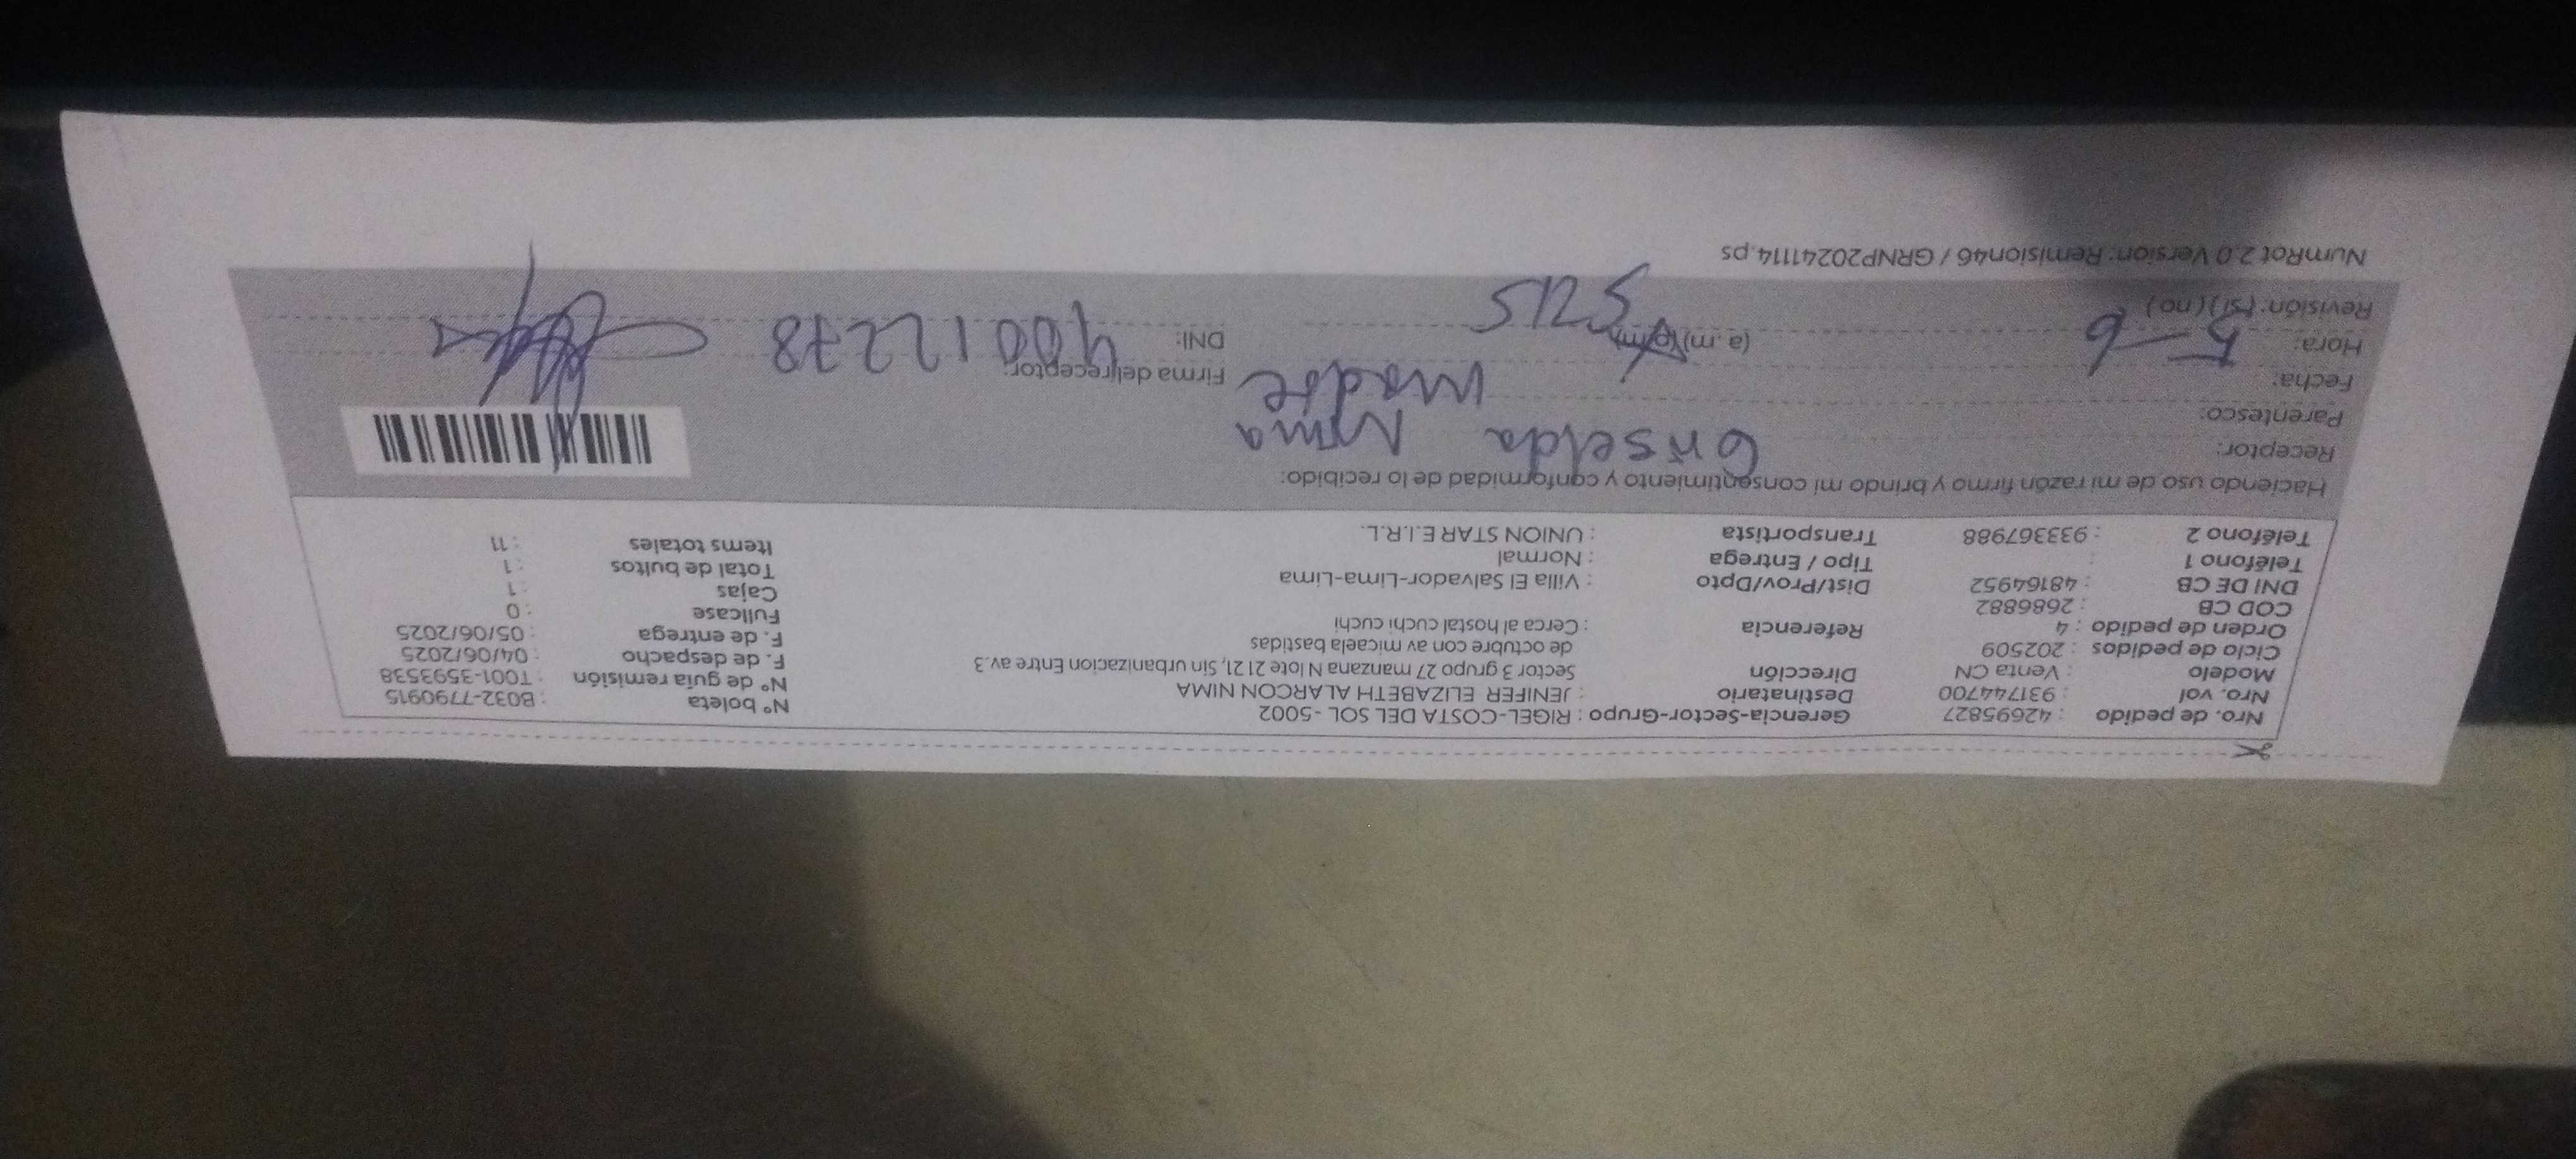 Nro. de pedido : 42695827 Gerencia-Sector-Grupo : RIGEL-COSTA DEL SOL -5002 N° boleta : B032-7790915
Nro. vol : 931744700 Destinatario : JENIFER ELIZABETH ALARCON NIMA N° de guía remisión : T001-3593538
Modelo : Venta CN Dirección Sector 3 grupo 27 manzana N lote 21 21, Sin urbanizacion Entre av.3 F. de despacho : 04/06/2025
Ciclo de pedidos : 202509 de octubre con av micaela bastidas F. de entrega : 05/06/2025
Orden de pedido : 4 Referencia : Cerca al hostal cuchi cuchi Fullcase : 0
COD CB : 2686882 Cajas : 1
DNI DE CB : 48164952 Dist/Prov/Dpto : Villa El Salvador-Lima-Lima Total de bultos : 1
Teléfono 1 : Tipo / Entrega : Normal Items totales : 11
Teléfono 2 : 933367988 Transportista : UNION STAR E.I.R.L.
Haciendo uso de mi razón firmo y brindo mi consentimiento y conformidad de lo recibido:
Receptor: Griselda Nima
Parentesco: Madre
Fecha: 5-6 Firma del receptor:
Hora: (a.m) (p.m) 5215 DNI: 40012278
Revisión: (si) (no)
NumRot 2.0 Version: Remision46 / GRNP20241114.ps